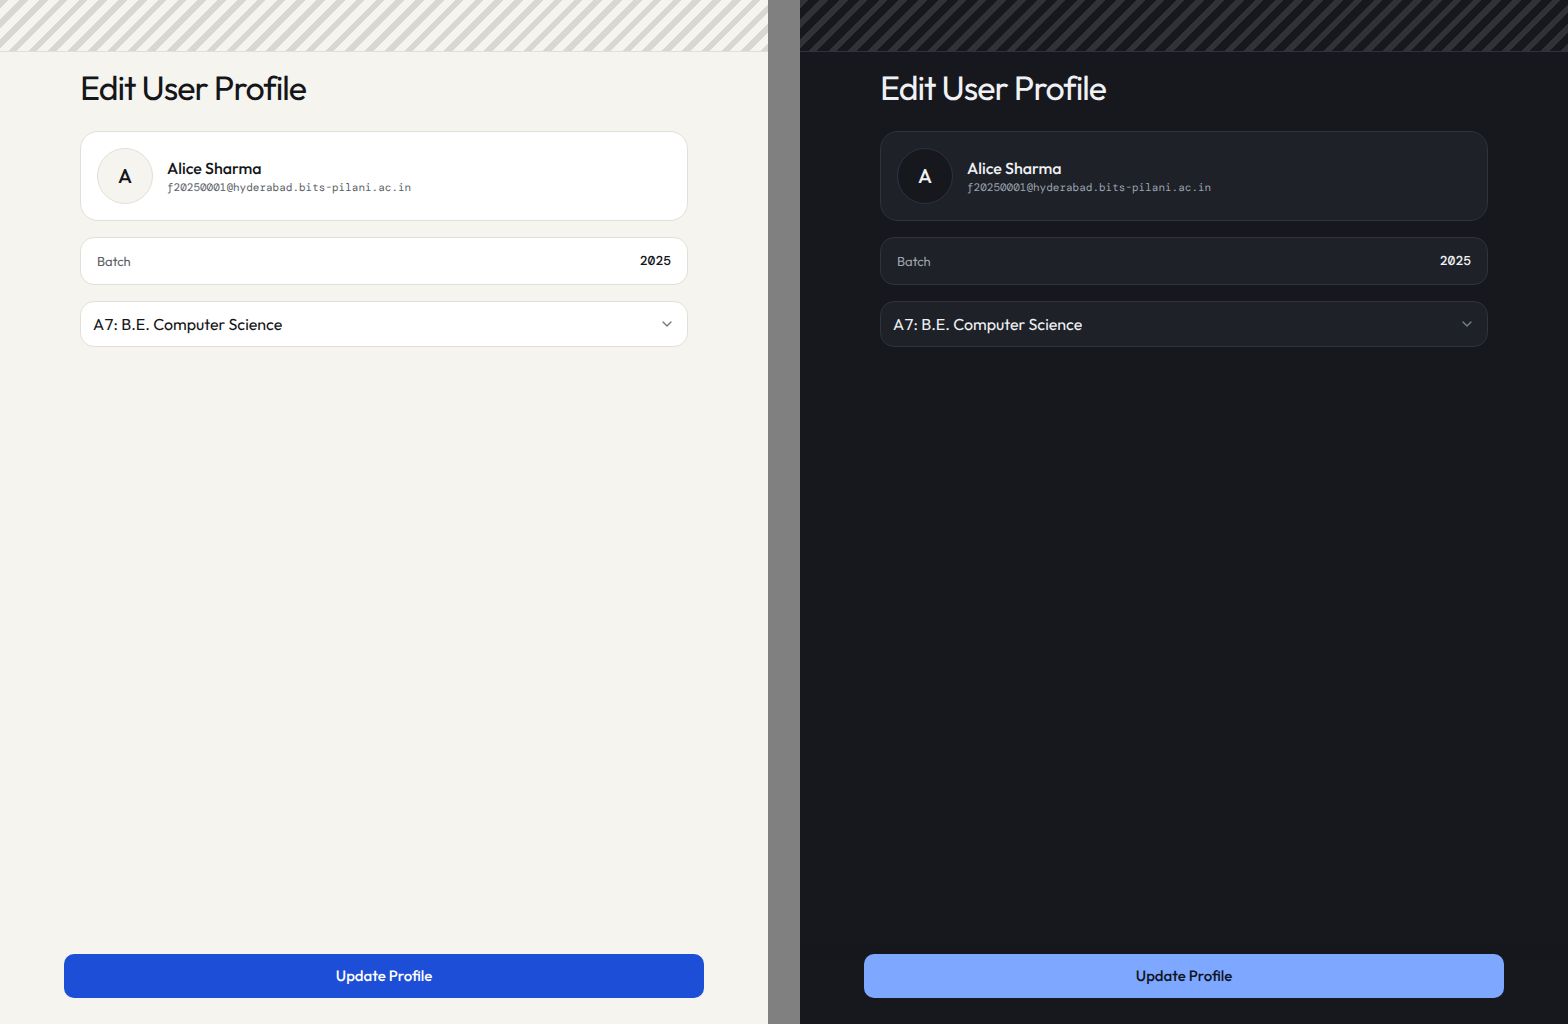 Edit User Profile
A
Alice Sharma
f20250001@hyderabad.bits-pilani.ac.in
Batch
2025
A7: B.E. Computer Science
Update Profile
Edit User Profile
A
Alice Sharma
f20250001@hyderabad.bits-pilani.ac.in
Batch
2025
A7: B.E. Computer Science
Update Profile